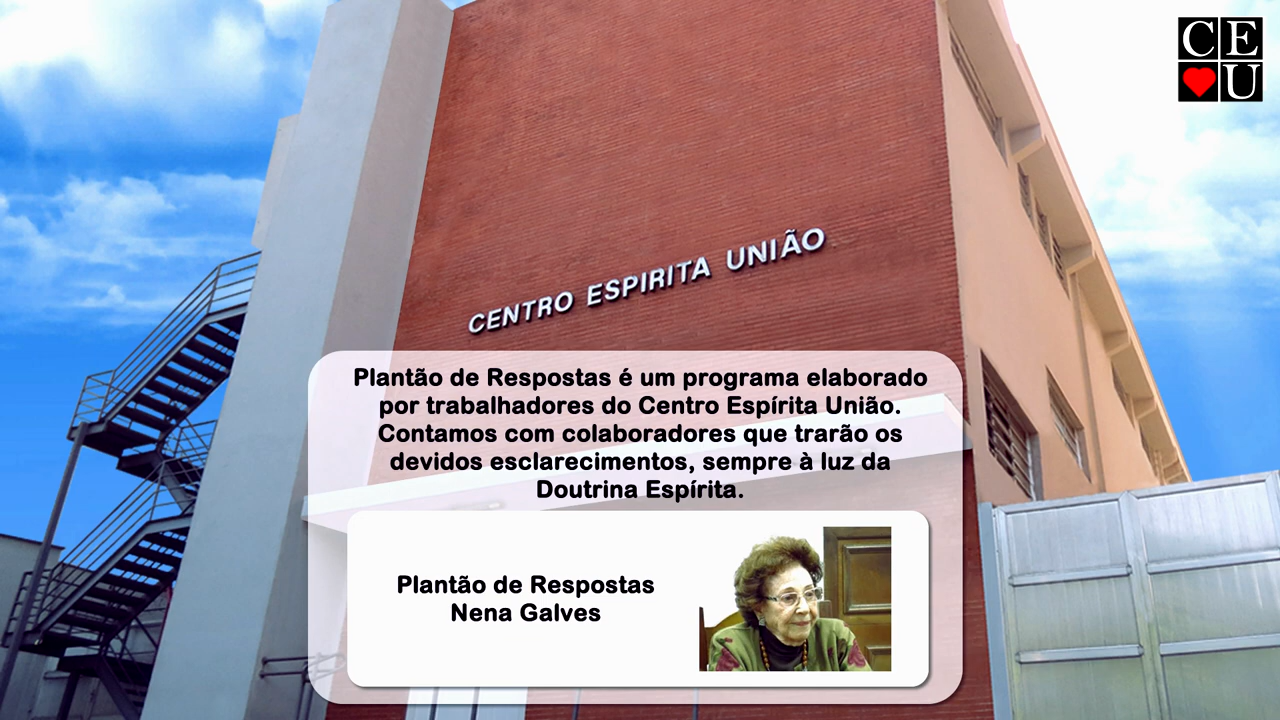 CE
U
CENTRO ESPIRITA UNIÃO
Plantão de Respostas é um programa elaborado
por trabalhadores do Centro Espírita União.
Contamos com colaboradores que trarão os
devidos esclarecimentos, sempre à luz da
Doutrina Espírita.
Plantão de Respostas
Nena Galves